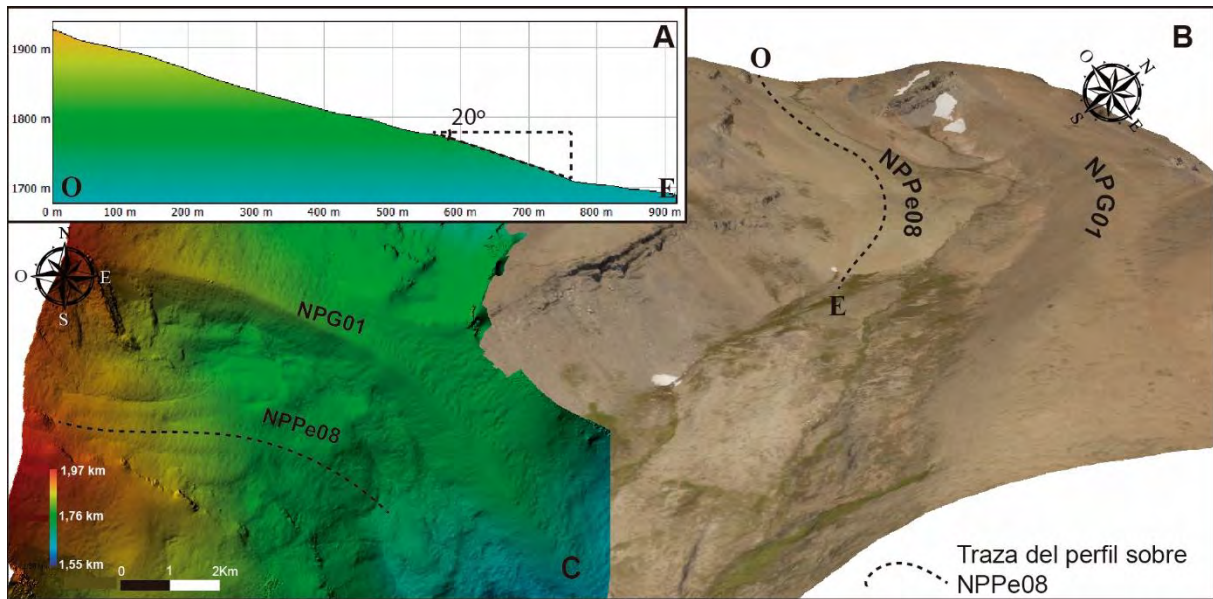 A
1900 m
1800 m
1700 m
20º
O
E
0 m
100 m
200 m
300 m
400 m
500 m
600 m
700 m
800 m
900 m
B
O
E
NPPe08
NPG01
O
N
S
E
N
O
E
S
NPG01
NPPe08
1,97 km
1,76 km
1,55 km
0
1
2Km
C
Traza del perfil sobre
NPPe08